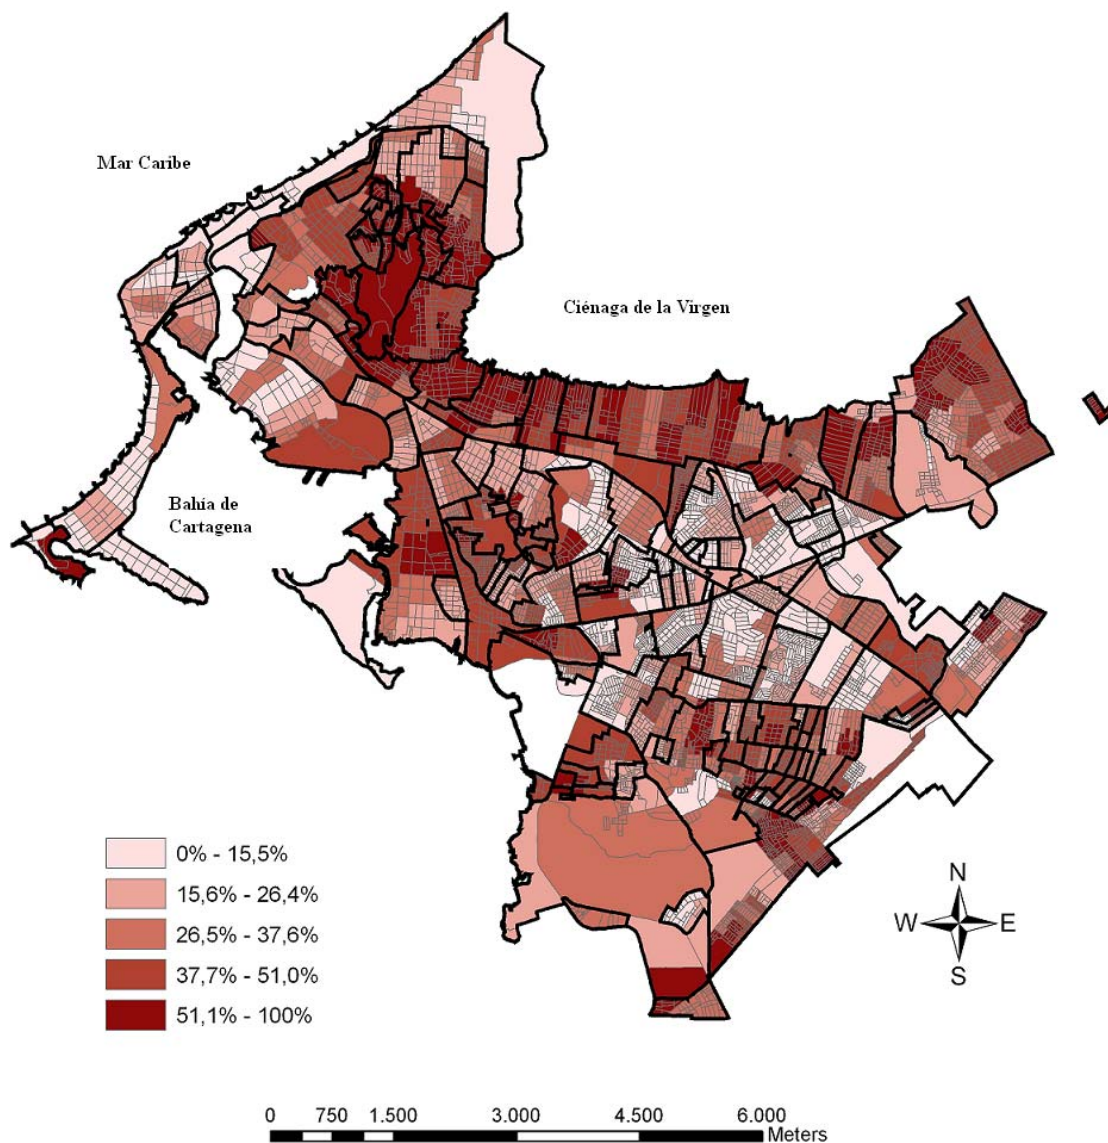 Mar Caribe
Ciénaga de la Virgen
Bahía de
Cartagena
0% - 15,5%
15,6% - 26,4%
26,5% - 37,6%
37,7% - 51,0%
51,1% - 100%
N
W E
S
0 750 1.500 3.000 4.500 6.000
Meters